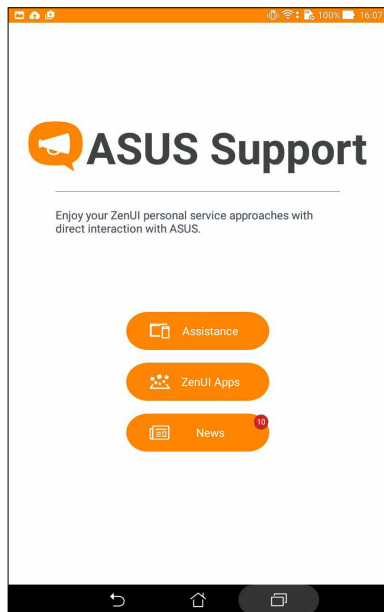 100% 16:07
ASUS Support
Enjoy your ZenUI personal service approaches with
direct interaction with ASUS.
Assistance
ZenUI Apps
10
News